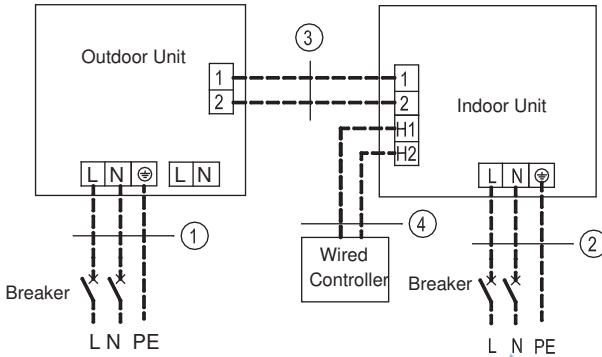 Outdoor Unit
3
1
2
1
2
H1
H2
Indoor Unit
L N
L N
L N
4
1
2
Wired
Controller
Breaker
Breaker
L N PE
L N PE